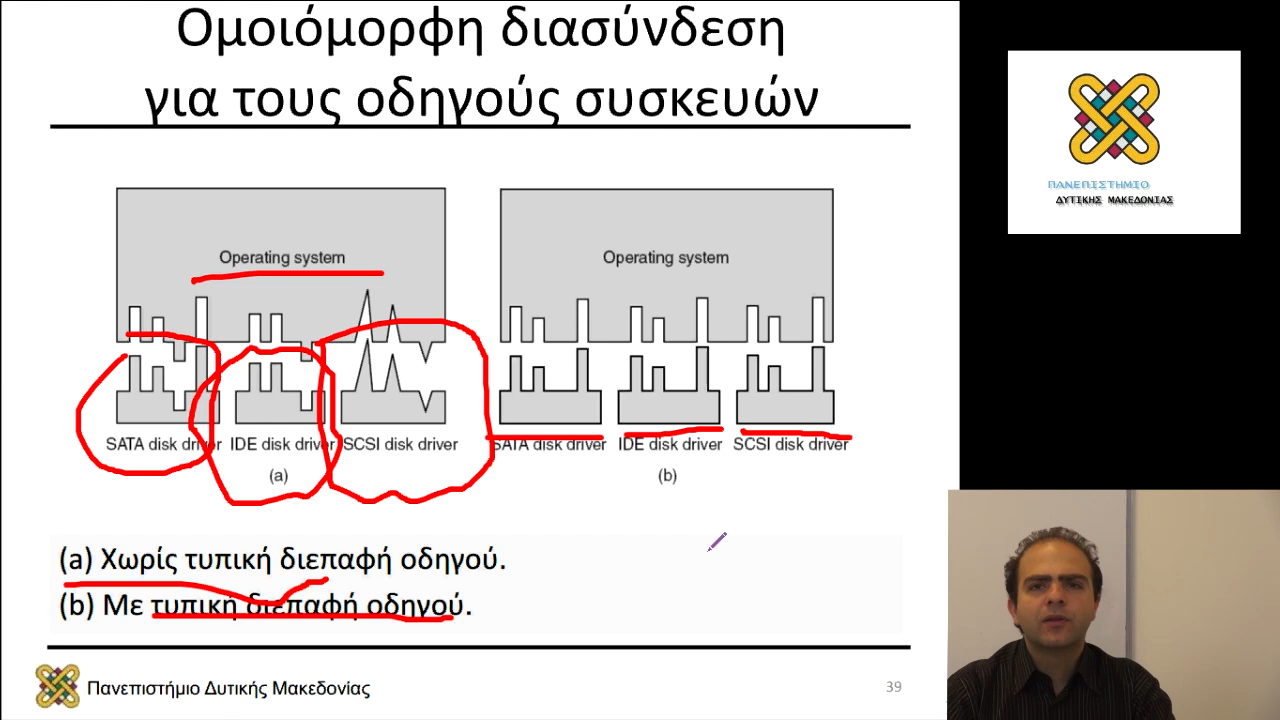 Ομοιόμορφη διασύνδεση
για τους οδηγούς συσκευών
ΠΑΝΕΠΙΣΤΗΜΙΟ
ΔΥΤΙΚΗΣ ΜΑΚΕΔΟΝΙΑΣ
Operating system
Operating system
SATA disk driver IDE disk driver SCSI disk driver
SATA disk driver IDE disk driver SCSI disk driver
(a)
(b)
(a) Χωρίς τυπική διεπαφή οδηγού.
(b) Με τυπική διεπαφή οδηγού.
Πανεπιστήμιο Δυτικής Μακεδονίας
39